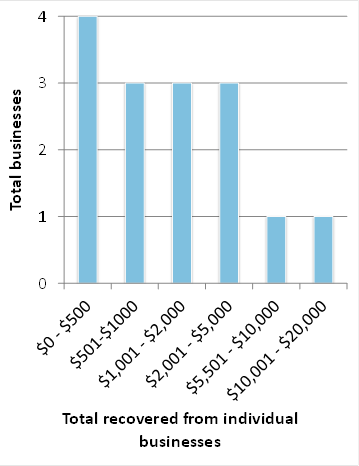 4
3
2
1
0
Total businesses
$0 - $500
$501-$1000
$1,001 - $2,000
$2,001 - $5,000
$5,501 - $10,000
$10,001 - $20,000
Total recovered from individual
businesses